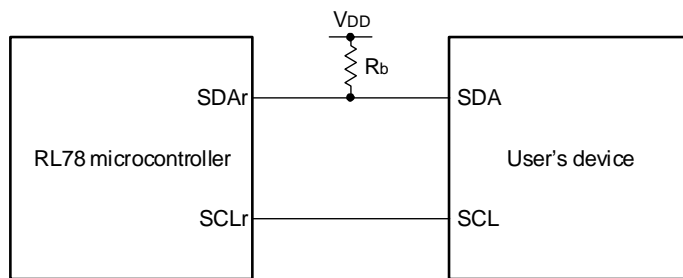 VDD
Rb
SDAr SDA
RL78 microcontroller User’s device
SCLr SCL